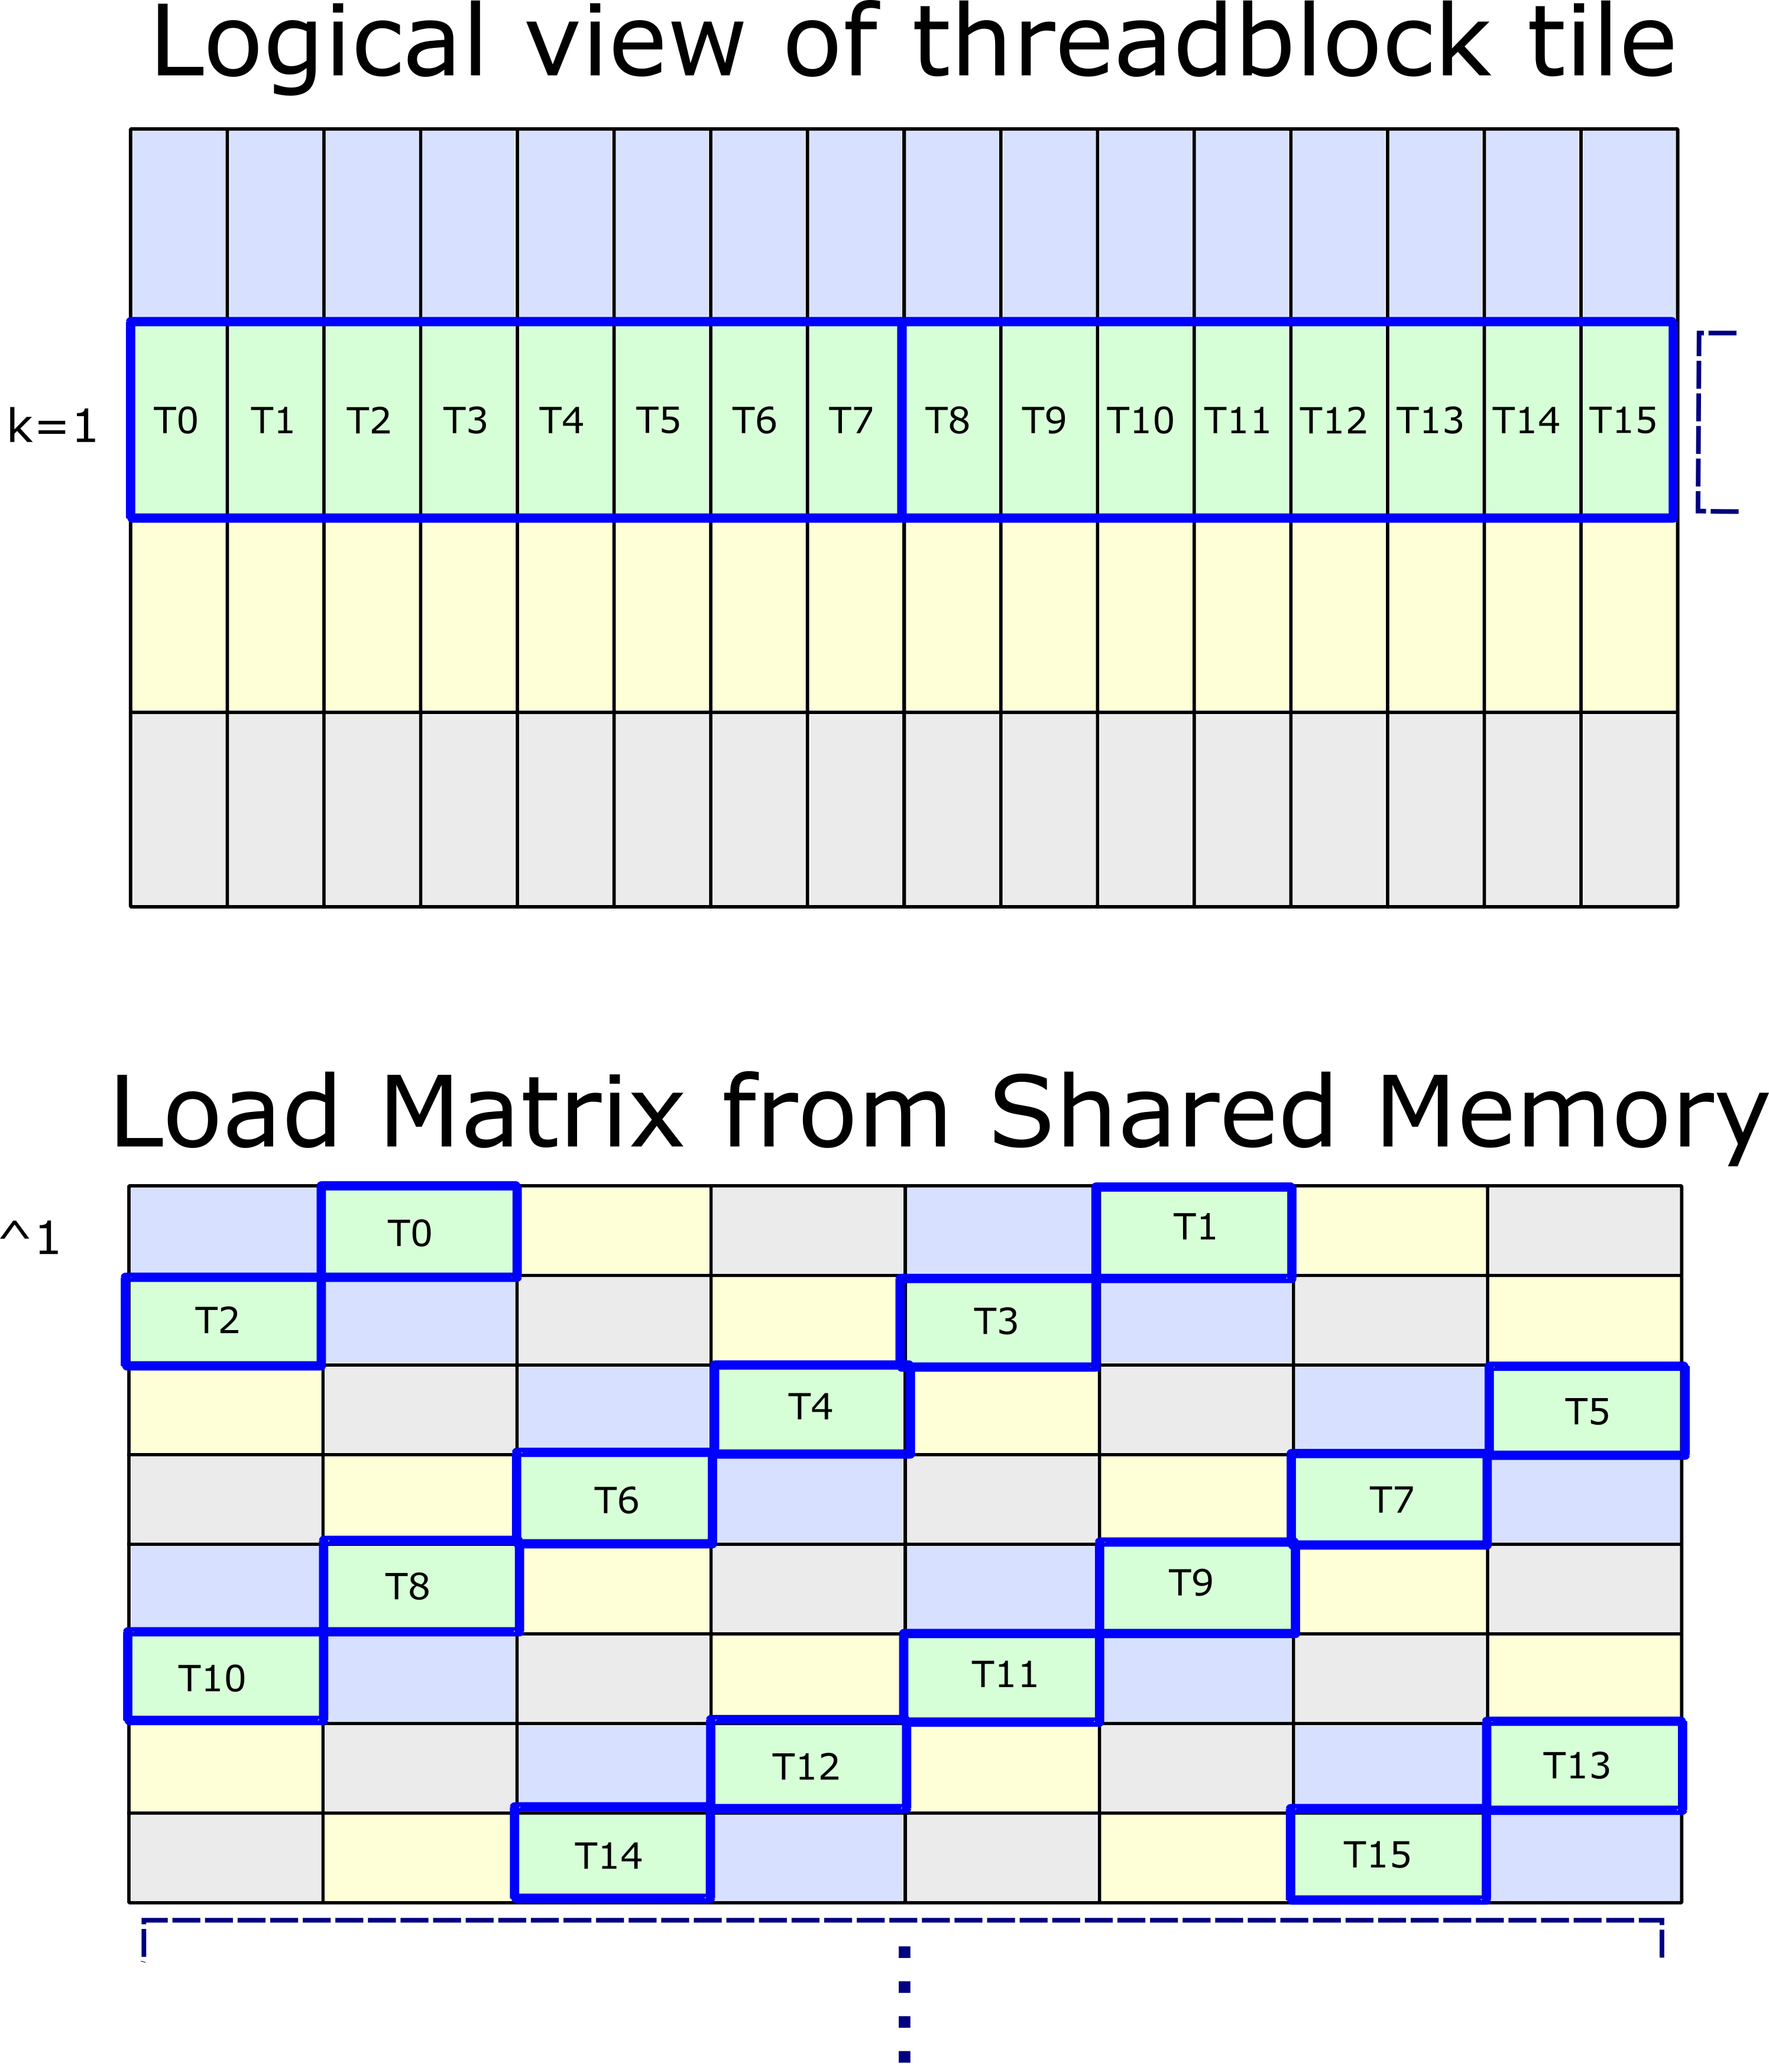 Logical view of threadblock tile
k=1 T0 T1 T2 T3 T4 T5 T6 T7 T8 T9 T10 T11 T12 T13 T14 T15
Load Matrix from Shared Memory
^1 T0 T1
T2 T3
T4 T5
T6 T7
T8 T9
T10 T11
T12 T13
T14 T15